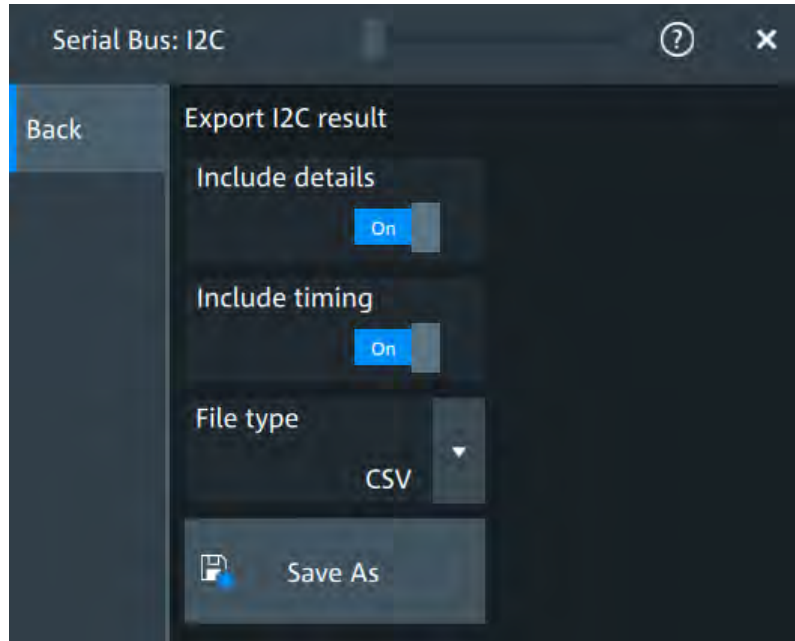 Serial Bus: I2C
?
×
Back
Export I2C result
Include details
On
Include timing
On
File type
CSV
Save As